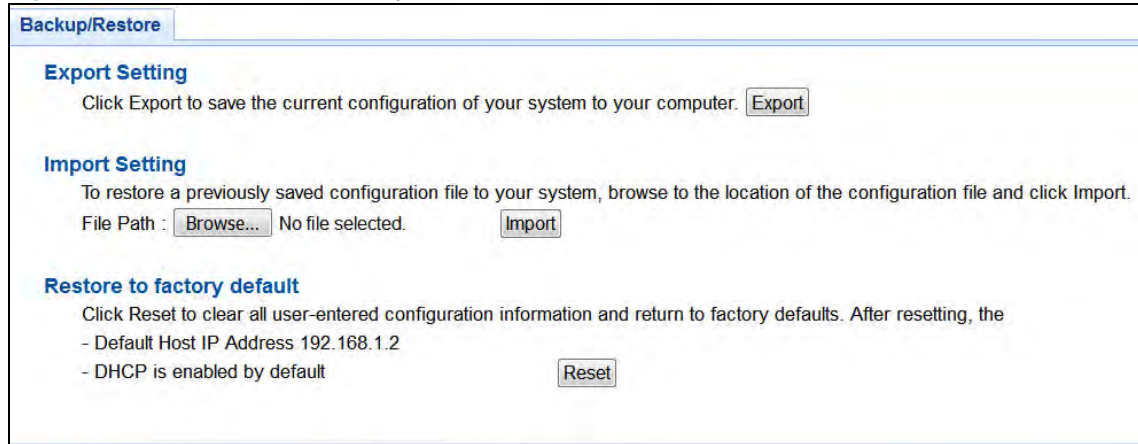 Backup/Restore
Export Setting
Click Export to save the current configuration of your system to your computer. Export
Import Setting
To restore a previously saved configuration file to your system, browse to the location of the configuration file and click Import.
File Path : Browse... No file selected. Import
Restore to factory default
Click Reset to clear all user-entered configuration information and return to factory defaults. After resetting, the
- Default Host IP Address 192.168.1.2
- DHCP is enabled by default Reset